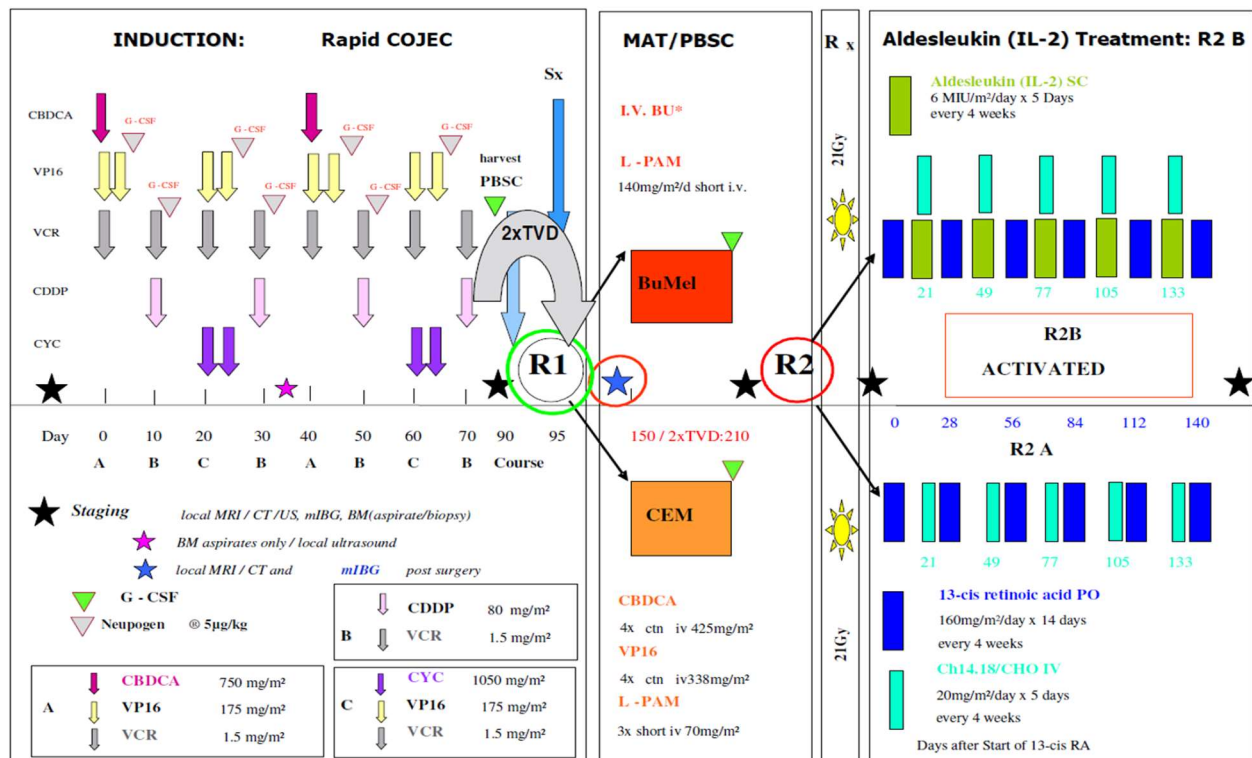 INDUCTION: Rapid COJEC
Sx
CBDCA
G - CSF G - CSF G - CSF G - CSF
VP16
harvest
PBSC
G - CSF G - CSF G - CSF
VCR
2xTVD
CDDP
CYC
R1
Day 0 10 20 30 40 50 60 70 90 95
A B C B A B C B Course
Staging local MRI / CT /US, mIBG, BM(aspirate/biopsy)
BM aspirates only / local ultrasound
local MRI / CT and mIBG post surgery
G - CSF
Neupogen ® 5µg/kg
A
CBDCA 750 mg/m²
VP16 175 mg/m²
VCR 1.5 mg/m²
B
CDDP 80 mg/m²
VCR 1.5 mg/m²
C
CYC 1050 mg/m²
VP16 175 mg/m²
VCR 1.5 mg/m²
MAT/PBSC
I.V. BU*
L -PAM
140mg/m²/d short i.v.
BuMel
150 / 2xTVD:210
CEM
CBDCA
4x ctn iv 425mg/m²
VP16
4x ctn iv338mg/m²
L -PAM
3x short iv 70mg/m²
R x
21Gy
R2
21Gy
Aldesleukin (IL-2) Treatment: R2 B
Aldesleukin (IL-2) SC
6 MIU/m²/day x 5 Days
every 4 weeks
21 49 77 105 133
R2B
ACTIVATED
0 28 56 84 112 140
R2 A
21 49 77 105 133
13-cis retinoic acid PO
160mg/m²/day x 14 days
every 4 weeks
Ch14.18/CHO IV
20mg/m²/day x 5 days
every 4 weeks
Days after Start of 13-cis RA